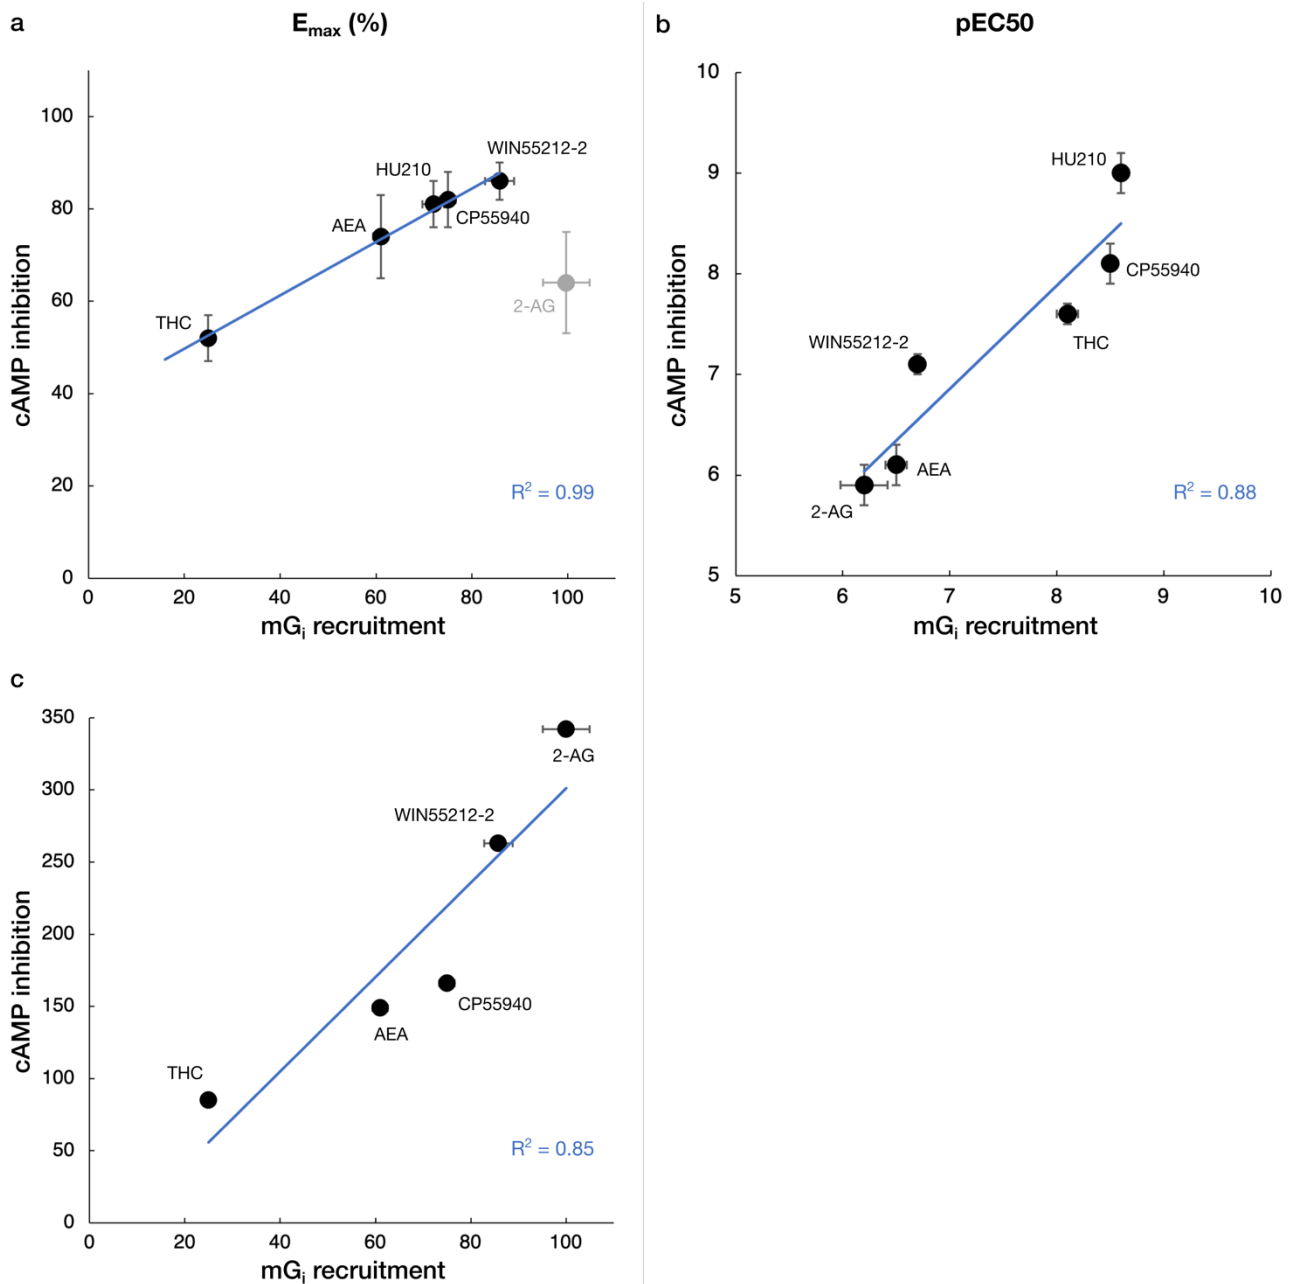 a
Emax (%)
cAMP inhibition
100
80
60
40
20
0
THC
AEA
HU210
CP55940
WIN55212-2
2-AG
R² = 0.99
0 20 40 60 80 100
mGi recruitment
b
pEC50
cAMP inhibition
10
9
8
7
6
5
HU210
CP55940
THC
WIN55212-2
AEA
2-AG
R² = 0.88
5 6 7 8 9 10
mGi recruitment
c
cAMP inhibition
350
300
250
200
150
100
50
0
2-AG
WIN55212-2
CP55940
AEA
THC
R² = 0.85
0 20 40 60 80 100
mGi recruitment